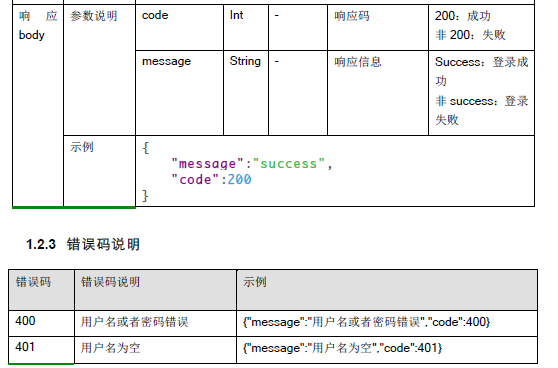 响应 参数说明 code Int - 响应码 200：成功
body 非 200：失败
message String - 响应信息 Success：登录成
功
非 success：登录
失败
示例 {
"message":"success",
"code":200
}
1.2.3 错误码说明
错误码 错误码说明 示例
400 用户名或者密码错误 {"message":"用户名或者密码错误","code":400}
401 用户名为空 {"message":"用户名为空","code":401}